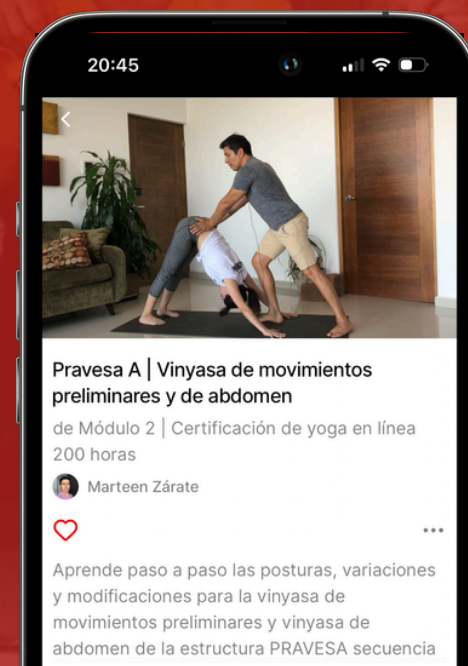 20:45
Pravesa A | Vinyasa de movimientos
preliminares y de abdomen
de Módulo 2 | Certificación de yoga en línea
200 horas
Marteen Zárate
Aprende paso a paso las posturas, variaciones
y modificaciones para la vinyasa de
movimientos preliminares y vinyasa de
abdomen de la estructura PRAVESA secuencia